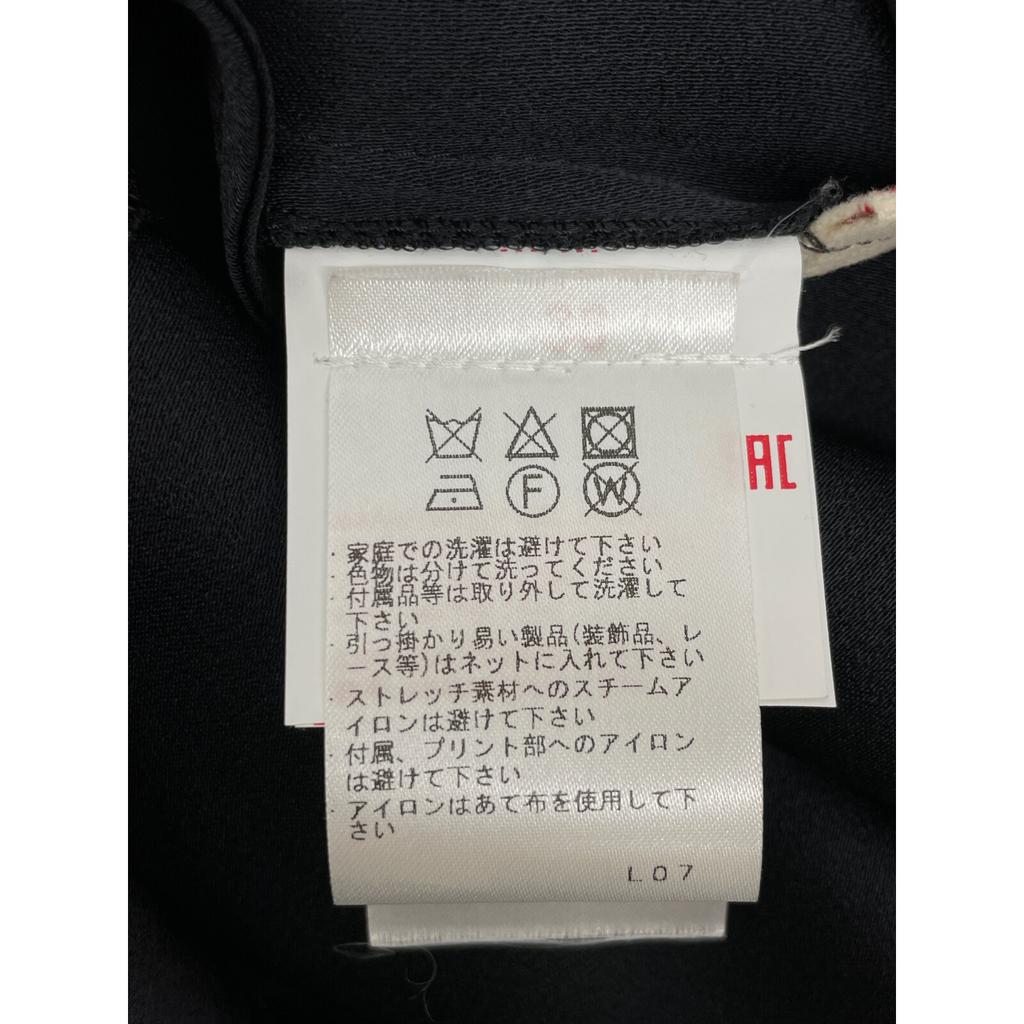 F W
・家庭での洗濯は避けて下さい
・色物は分けて洗ってください
・付属品等は取り外して洗濯して
下さい
・引っ掛かり易い製品(装飾品、レ
ース等)はネットに入れて下さい
・ストレッチ素材へのスチームア
イロンは避けて下さい
・付属、プリント部へのアイロン
は避けて下さい
・アイロンはあて布を使用して下
さい
L07